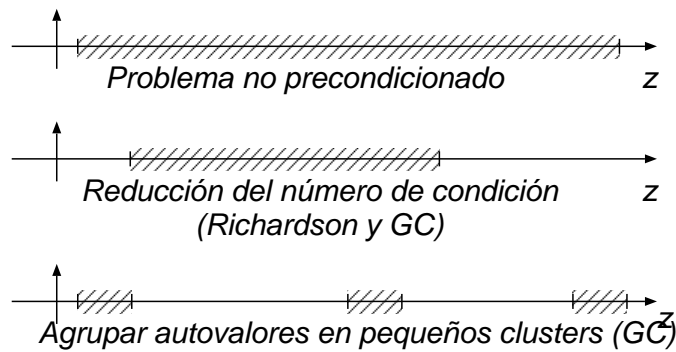 Problema no precondicionado z
Reducción del número de condición z
(Richardson y GC)
z
Agrupar autovalores en pequeños clusters (GC)